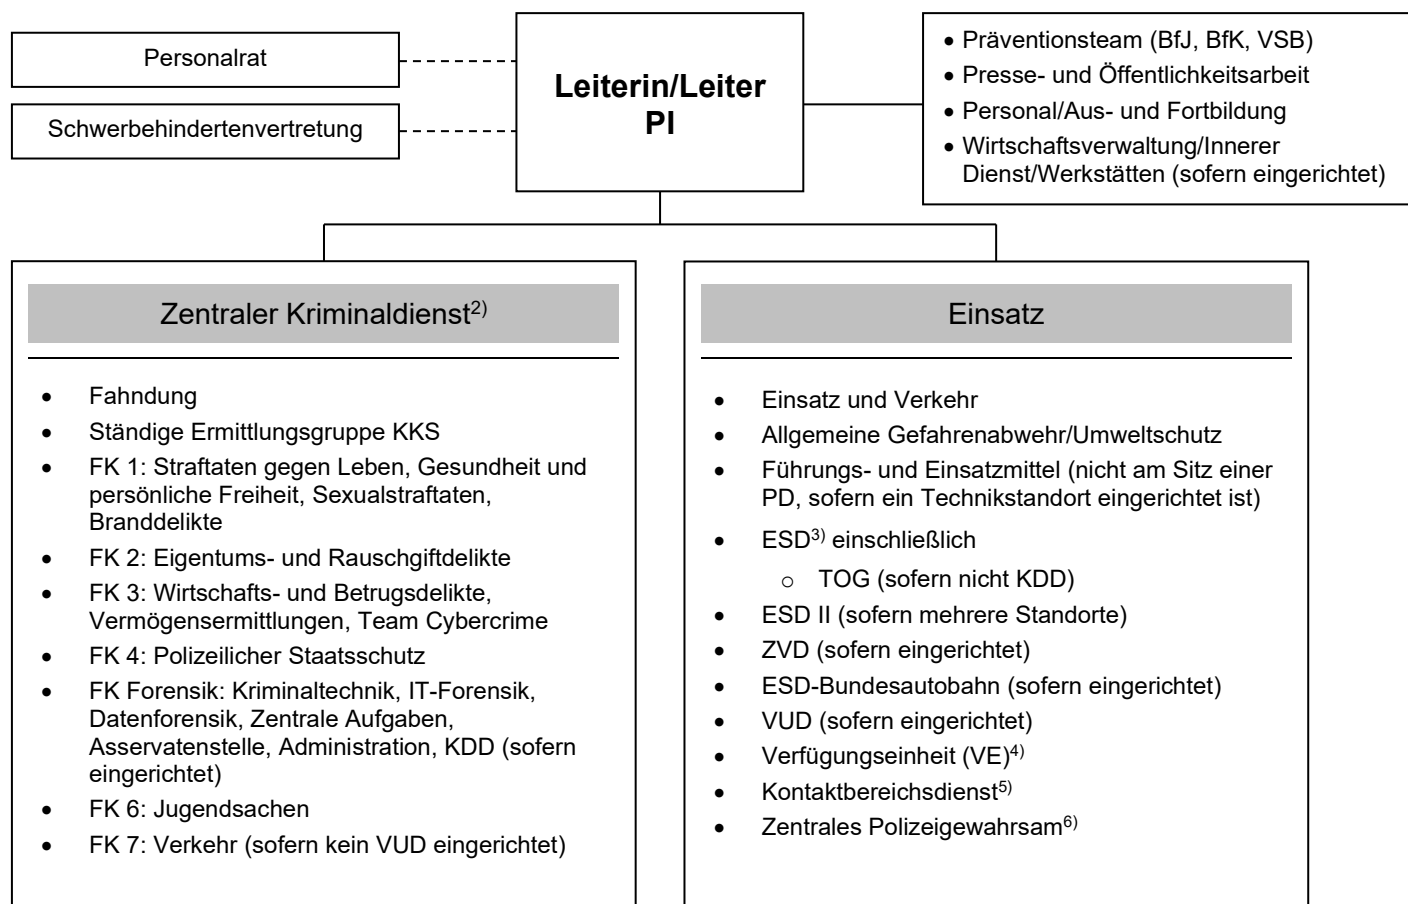 Personalrat
Schwerbehindertenvertretung
Leiterin/Leiter
PI
• Präventionsteam (BfJ, BfK, VSB)
• Presse- und Öffentlichkeitsarbeit
• Personal/Aus- und Fortbildung
• Wirtschaftsverwaltung/Innerer
Dienst/Werkstätten (sofern eingerichtet)
Zentraler Kriminaldienst2)
• Fahndung
• Ständige Ermittlungsgruppe KKS
• FK 1: Straftaten gegen Leben, Gesundheit und
persönliche Freiheit, Sexualstraftaten,
Branddelikte
• FK 2: Eigentums- und Rauschgiftdelikte
• FK 3: Wirtschafts- und Betrugsdelikte,
Vermögensermittlungen, Team Cybercrime
• FK 4: Polizeilicher Staatsschutz
• FK Forensik: Kriminaltechnik, IT-Forensik,
Datenforensik, Zentrale Aufgaben,
Asservatenstelle, Administration, KDD (sofern
eingerichtet)
• FK 6: Jugendsachen
• FK 7: Verkehr (sofern kein VUD eingerichtet)
Einsatz
• Einsatz und Verkehr
• Allgemeine Gefahrenabwehr/Umweltschutz
• Führungs- und Einsatzmittel (nicht am Sitz einer
PD, sofern ein Technikstandort eingerichtet ist)
• ESD3) einschließlich
o TOG (sofern nicht KDD)
• ESD II (sofern mehrere Standorte)
• ZVD (sofern eingerichtet)
• ESD-Bundesautobahn (sofern eingerichtet)
• VUD (sofern eingerichtet)
• Verfügungseinheit (VE)4)
• Kontaktbereichsdienst5)
• Zentrales Polizeigewahrsam6)